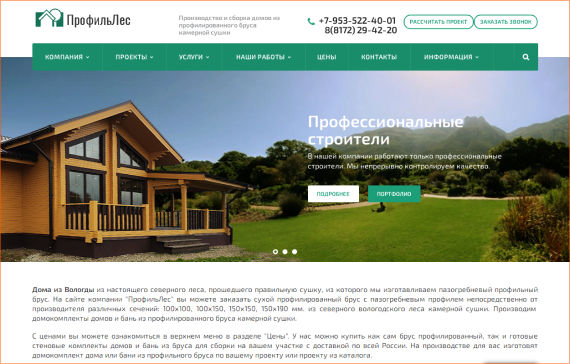 ПрофильЛес
Производство и сборка домов из
профилированного бруса
камерной сушки
+7-953-522-40-01
8(8172) 29-42-20
РАССЧИТАТЬ ПРОЕКТ
ЗАКАЗАТЬ ЗВОНОК
КОМПАНИЯ ПРОЕКТЫ УСЛУГИ НАШИ РАБОТЫ ЦЕНЫ КОНТАКТЫ ИНФОРМАЦИЯ
Профессиональные
строители
В нашей компании работают только профессиональные
строители. Мы непрерывно контролируем качество.
ПОДРОБНЕЕ ПОРТФОЛИО
Дома из Вологды из настоящего северного леса, прошедшего правильную сушку, из которого мы изготавливаем пазогребневый профильный
брус. На сайте компании "ПрофильЛес" вы можете заказать сухой профилированный брус с пазогребневым профилем непосредственно от
производителя различных сечений: 100х100, 100х150, 150х150, 150х190 мм. из северного вологодского леса камерной сушки. Производим
домокомплекты домов и бань из профилированного бруса камерной сушки.
С ценами вы можете ознакомиться в верхнем меню в разделе "Цены". У нас можно купить как сам брус профилированный, так и готовые
стеновые комплекты домов и бань из бруса для сборки на вашем участке с доставкой по всей России. На производстве для вас изготовят
домокомплект дома или бани из профильного бруса по вашему проекту или проекту из каталога.